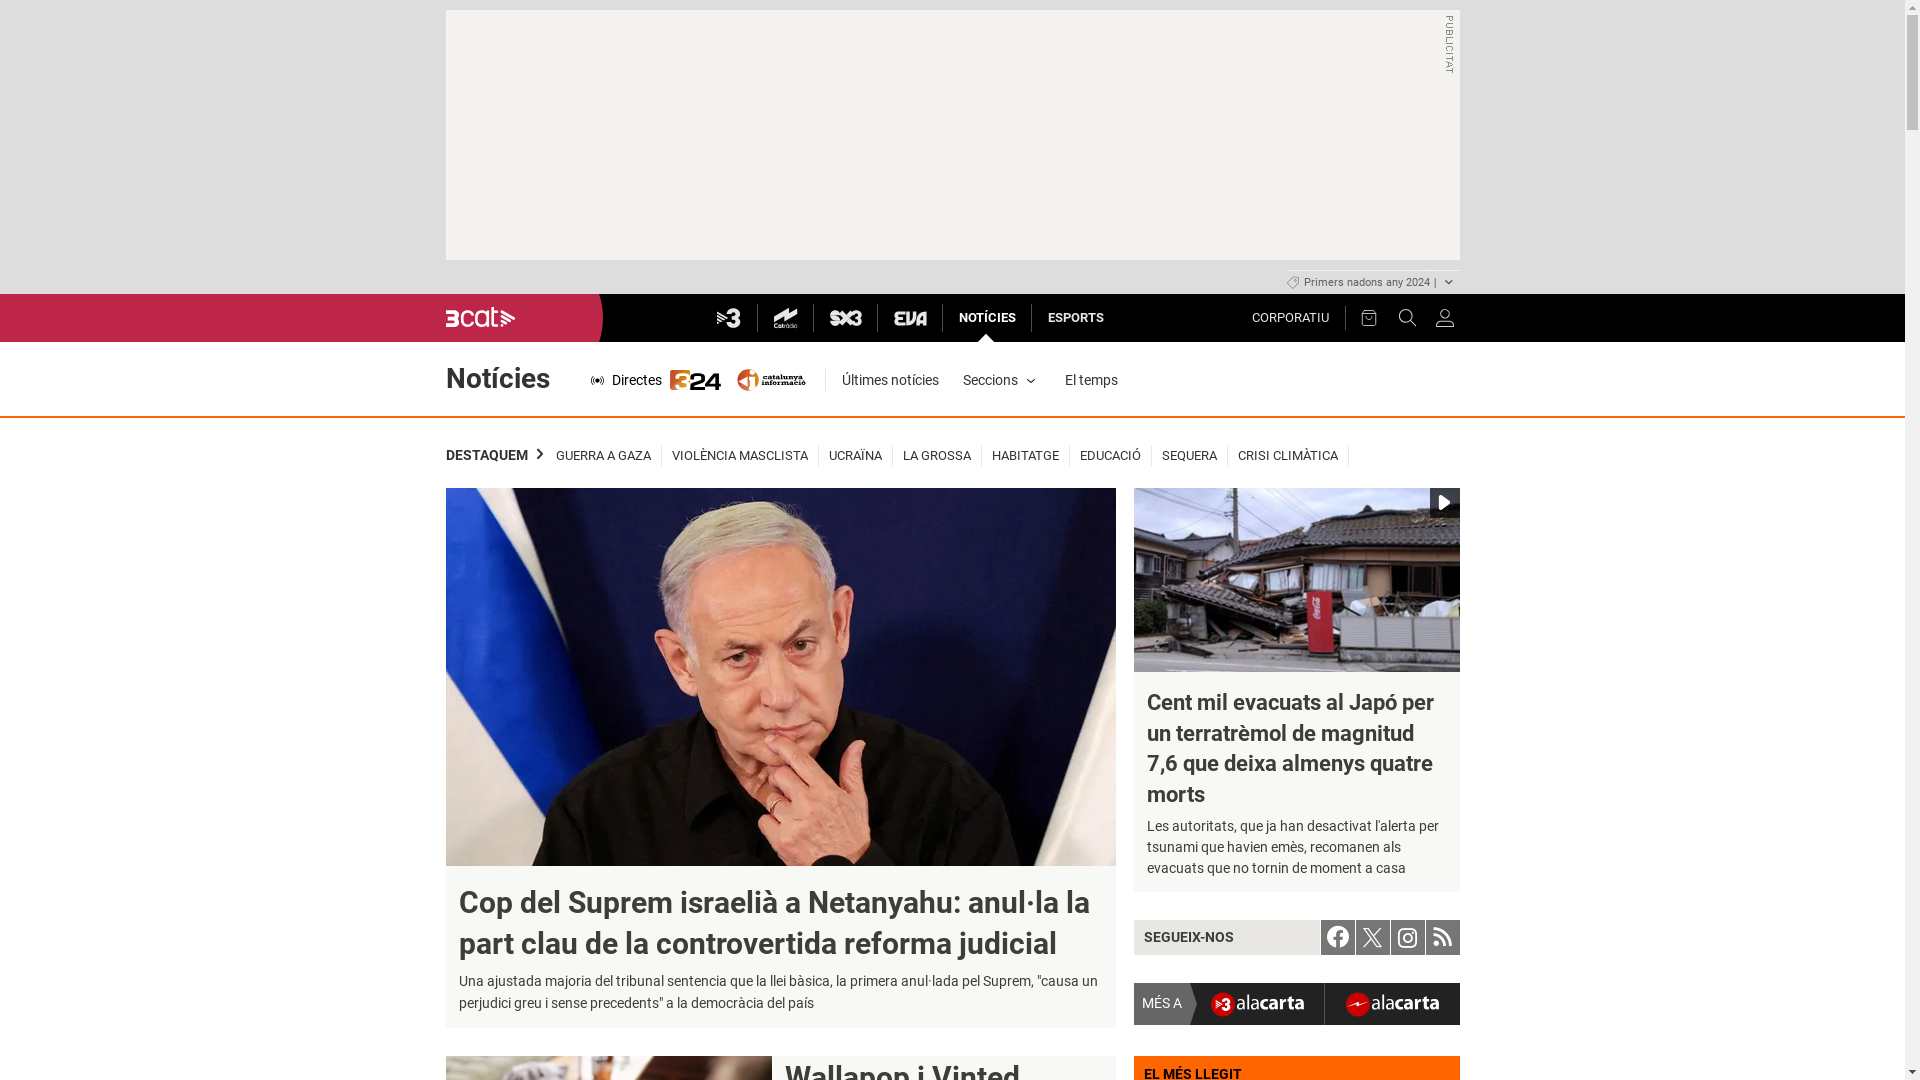 PUBLICITAT
Primers nadons any 2024 |
3cat
3
Catràdio
SX3
EVA
NOTÍCIES
ESPORTS
CORPORATIU
Notícies
Directes
324
catalunya
informació
Últimes notícies
Seccions
El temps
DESTAQUEM
GUERRA A GAZA
VIOLÈNCIA MASCLISTA
UCRAÏNA
LA GROSSA
HABITATGE
EDUCACIÓ
SEQUERA
CRISI CLIMÀTICA
Cop del Suprem israelià a Netanyahu: anul·la la
part clau de la controvertida reforma judicial
Una ajustada majoria del tribunal sentencia que la llei bàsica, la primera anul·lada pel Suprem, "causa un
perjudici greu i sense precedents" a la democràcia del país
Coca-Cola
Cent mil evacuats al Japó per
un terratrèmol de magnitud
7,6 que deixa almenys quatre
morts
Les autoritats, que ja han desactivat l'alerta per
tsunami que havien emès, recomanen als
evacuats que no tornin de moment a casa
SEGUEIX-NOS
MÉS A
3 alacarta
alacarta
Wallapop i Vinted
EL MÉS LLEGIT